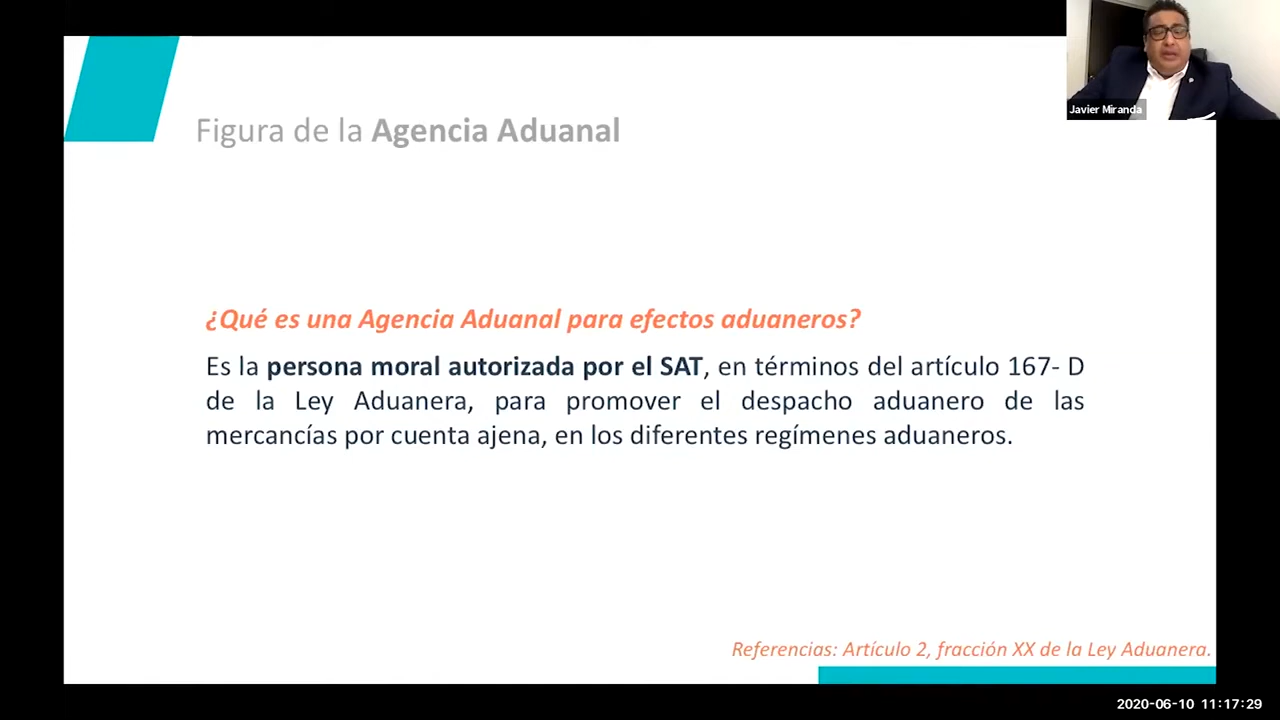 Javier Miranda
Figura de la Agencia Aduanal
¿Qué es una Agencia Aduanal para efectos aduaneros?
Es la persona moral autorizada por el SAT, en términos del artículo 167- D
de la Ley Aduanera, para promover el despacho aduanero de las
mercancías por cuenta ajena, en los diferentes regímenes aduaneros.
Referencias: Artículo 2, fracción XX de la Ley Aduanera.
2020-06-10 11:17:29